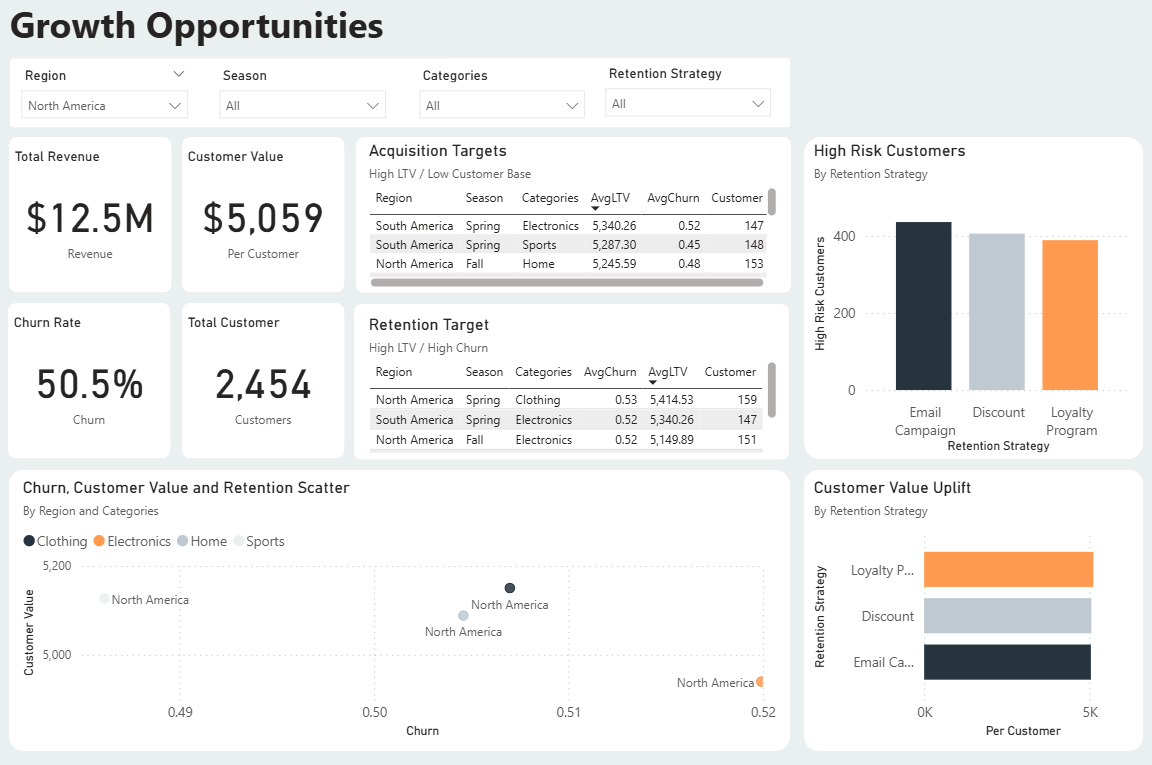 Growth Opportunities
Region
Season
Categories
Retention Strategy
North America
All
All
All
Total Revenue
$12.5M
Revenue
Customer Value
$5,059
Per Customer
Acquisition Targets
High LTV / Low Customer Base
Region Season Categories AvgLTV AvgChurn Customer
South America Spring Electronics 5,340.26 0.52 147
South America Spring Sports 5,287.30 0.45 148
North America Fall Home 5,245.59 0.48 153
High Risk Customers
By Retention Strategy
High Risk Customers
400
200
0
Email Campaign
Discount
Loyalty Program
Retention Strategy
Churn Rate
50.5%
Churn
Total Customer
2,454
Customers
Retention Target
High LTV / High Churn
Region Season Categories AvgChurn AvgLTV Customer
North America Spring Clothing 0.53 5,414.53 159
South America Spring Electronics 0.52 5,340.26 147
North America Fall Electronics 0.52 5,149.89 151
Churn, Customer Value and Retention Scatter
By Region and Categories
Clothing Electronics Home Sports
Customer Value
5,200
5,000
North America
North America
North America
North America
0.49 0.50 0.51 0.52
Churn
Customer Value Uplift
By Retention Strategy
Retention Strategy
Loyalty P...
Discount
Email Ca...
0K 5K
Per Customer